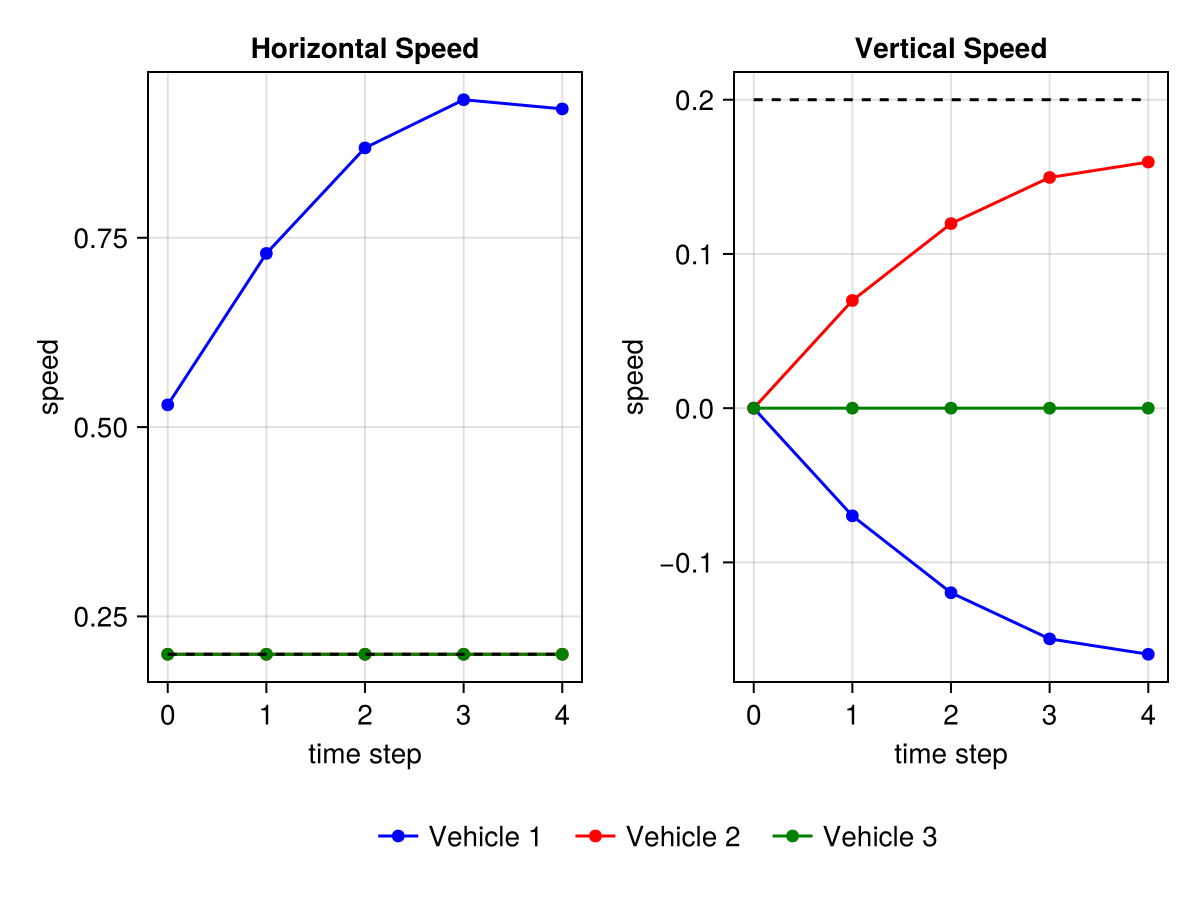 Horizontal Speed
speed
0.75
0.50
0.25
0
1
2
3
4
time step
Vertical Speed
speed
0.2
0.1
0.0
−0.1
0
1
2
3
4
time step
Vehicle 1
Vehicle 2
Vehicle 3